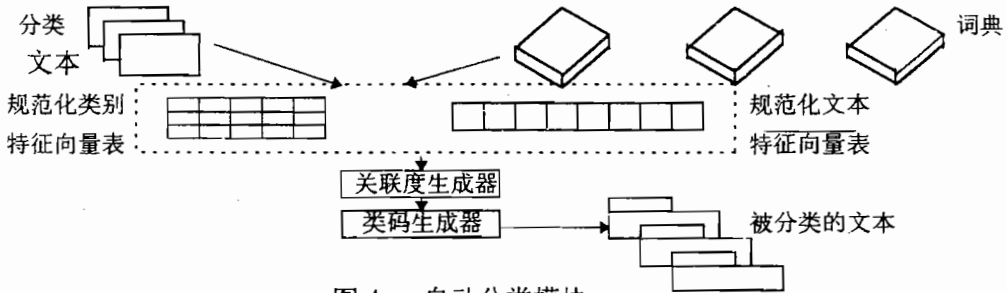 分类
词典
文本
规范化类别
规范化文本
特征向量表
特征向量表
关联度生成器
类码生成器
被分类的文本